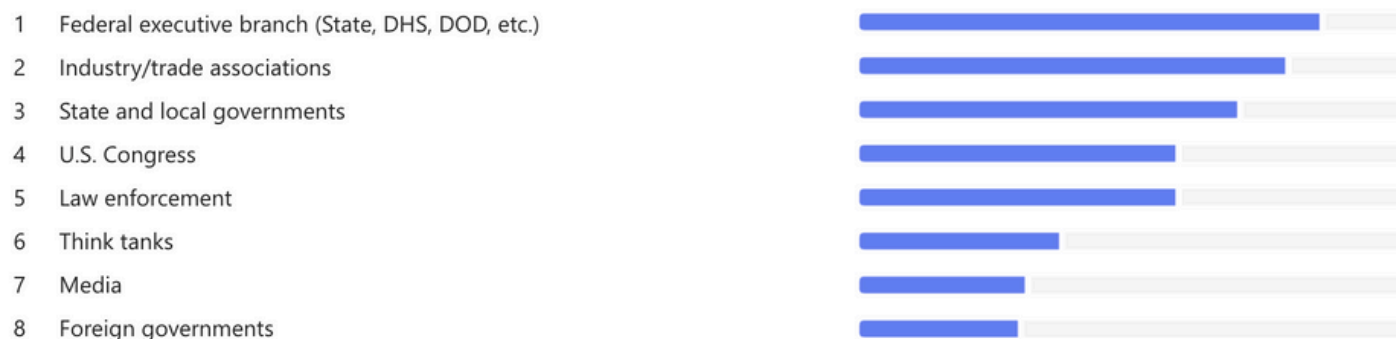 1 Federal executive branch (State, DHS, DOD, etc.)
2 Industry/trade associations
3 State and local governments
4 U.S. Congress
5 Law enforcement
6 Think tanks
7 Media
8 Foreign governments